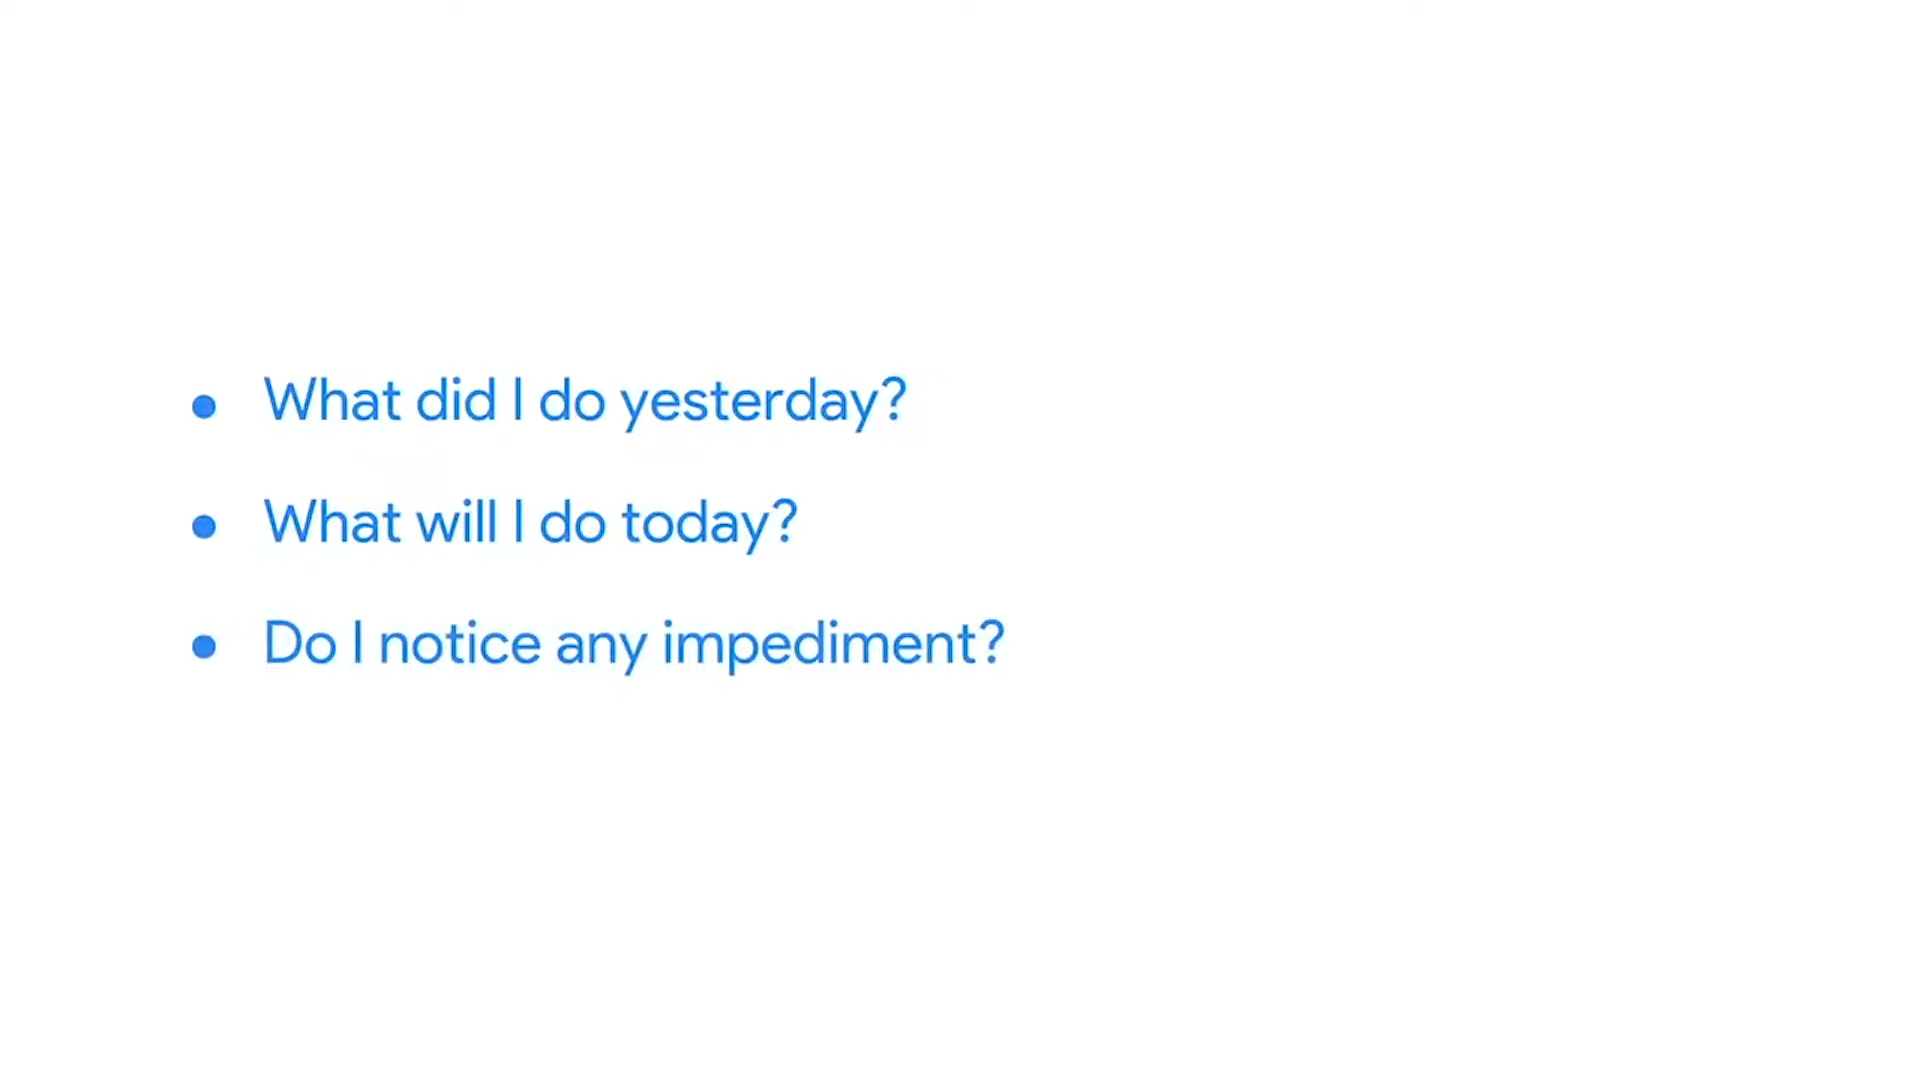 • What did I do yesterday?
• What will I do today?
• Do I notice any impediment?